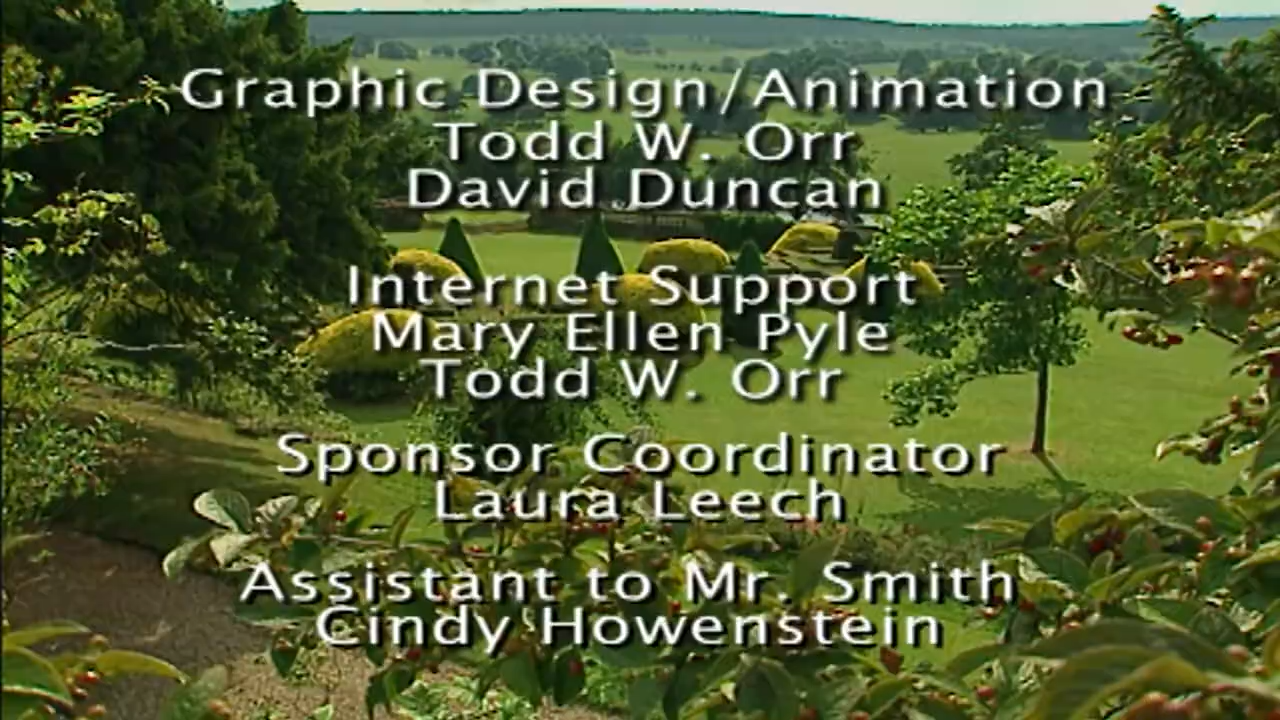 Graphic Design/Animation
Todd W. Orr
David Duncan
Internet Support
Mary Ellen Pyle
Todd W. Orr
Sponsor Coordinator
Laura Leech
Assistant to Mr. Smith
Cindy Howenstein